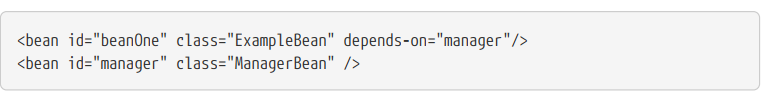 <bean id="beanOne" class="ExampleBean" depends-on="manager"/>
<bean id="manager" class="ManagerBean" />